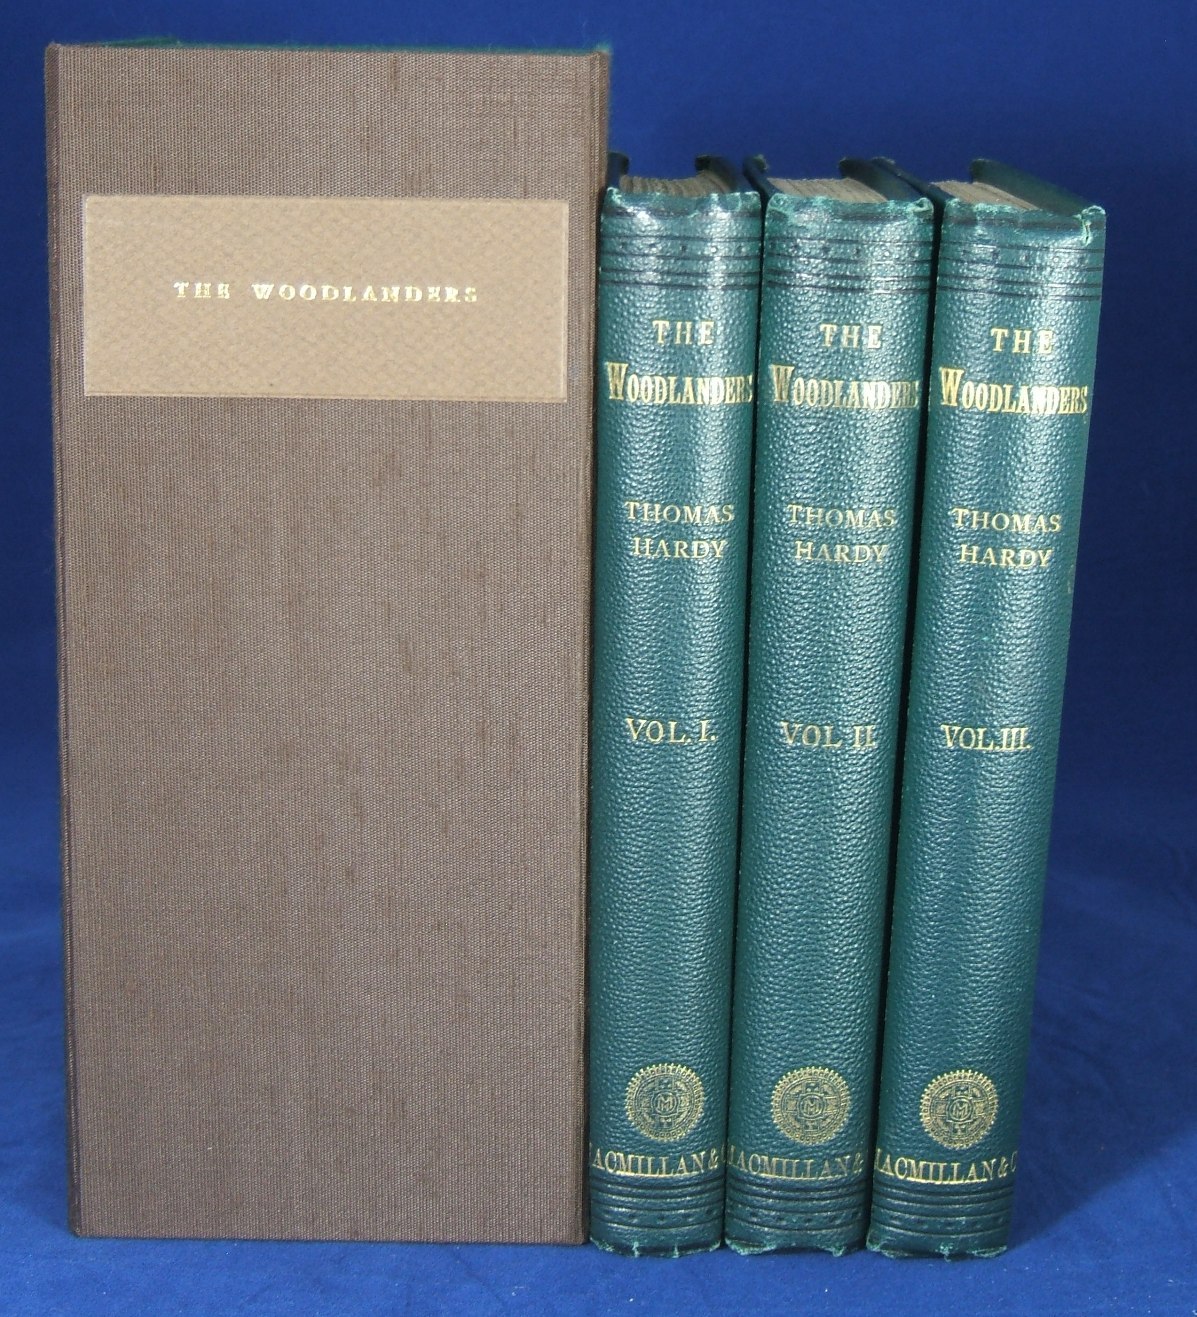 THE WOODLANDERS
THE
WOODLANDERS
THOMAS
HARDY
VOL. I.
MACMILLAN & C
THE
WOODLANDERS
THOMAS
HARDY
VOL. II.
MACMILLAN &
THE
WOODLANDERS
THOMAS
HARDY
VOL. III.
MACMILLAN & C